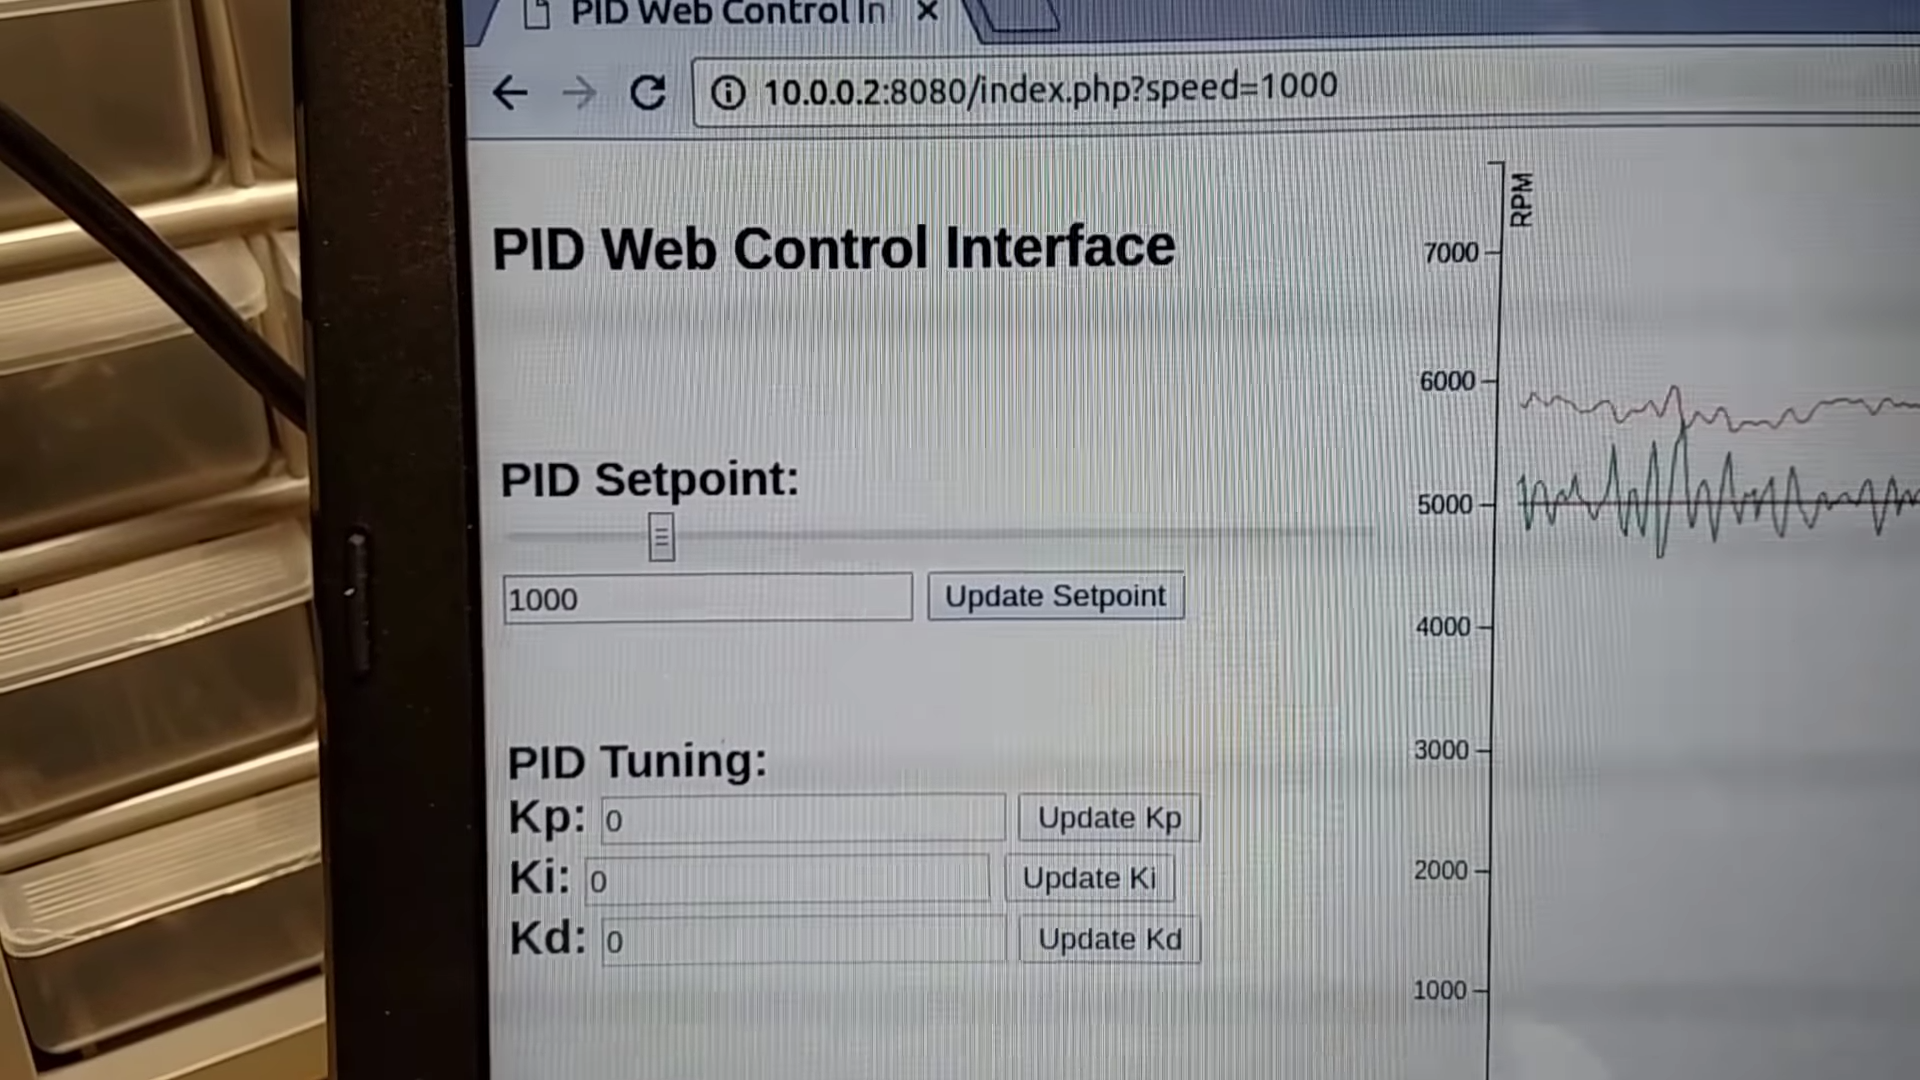 PID Web Control In
10.0.0.2:8080/index.php?speed=1000
PID Web Control Interface
PID Setpoint:
1000
Update Setpoint
PID Tuning:
Kp: 0 Update Kp
Ki: 0 Update Ki
Kd: 0 Update Kd
RPM
7000
6000
5000
4000
3000
2000
1000